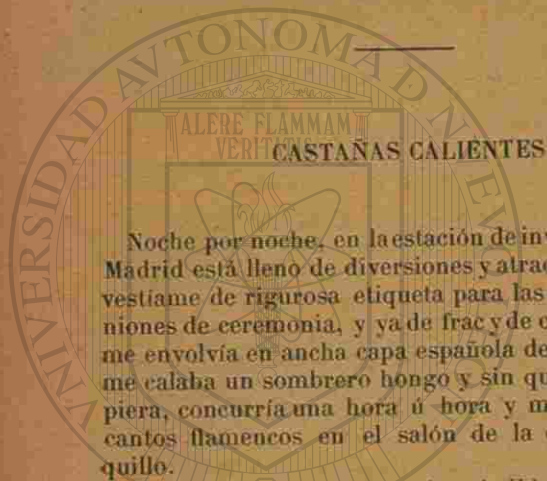 AUTONOMA D
ALERE FLAMMAM
VERITATIS
UNIVERSIDAD
CASTAÑAS CALIENTES
Noche por noche, en la estación de inv
Madrid está lleno de diversiones y atrac
vestíame de rigurosa etiqueta para las
niones de ceremonia, y ya de frac y de c
me envolvía en ancha capa española de
me calaba un sombrero hongo y sin qu
piera, concurría una hora ú hora y m
cantos flamencos en el salón de la
quillo.